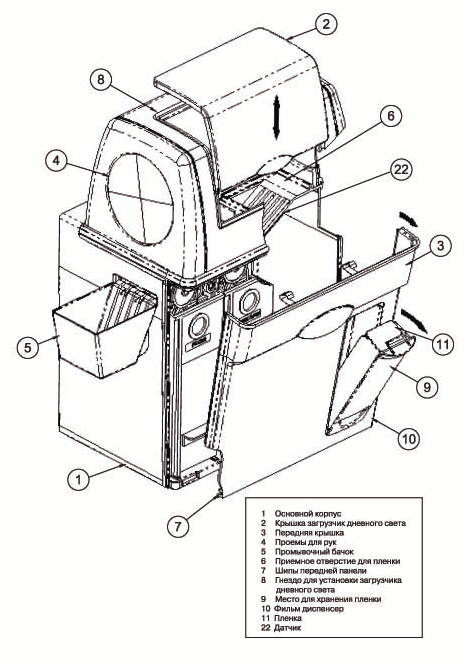 2
8
6
4
22
3
5
11
9
10
1
7
1 Основной корпус
2 Крышка загрузчик дневного света
3 Передняя крышка
4 Проемы для рук
5 Промывочный бачок
6 Приемное отверстие для пленки
7 Шипы передней панели
8 Гнездо для установки загрузчика
дневного света
9 Место для хранения пленки
10 Фильм диспенсер
11 Пленка
22 Датчик